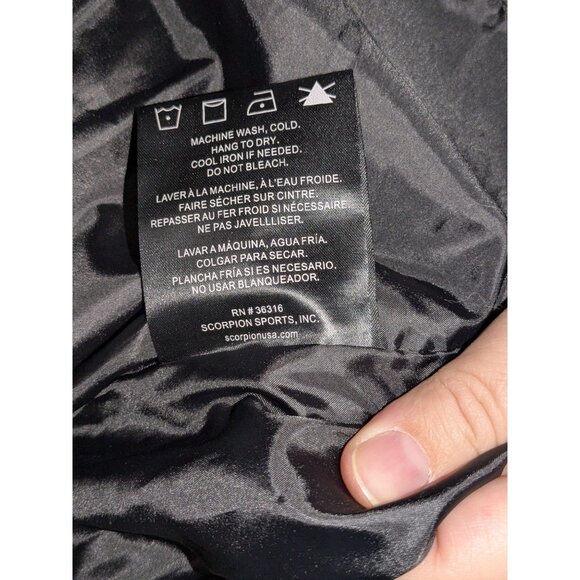 MACHINE WASH, COLD.
HANG TO DRY.
COOL IRON IF NEEDED.
DO NOT BLEACH.
LAVER À LA MACHINE, À L'EAU FROIDE.
FAIRE SÉCHER SUR CINTRE.
REPASSER AU FER FROID SI NÉCESSAIRE.
NE PAS JAVELLLISER.
LAVAR A MÁQUINA, AGUA FRÍA.
COLGAR PARA SECAR.
PLANCHA FRÍA SI ES NECESARIO.
NO USAR BLANQUEADOR.
RN # 36316
SCORPION SPORTS, INC.
scorpionusa.com